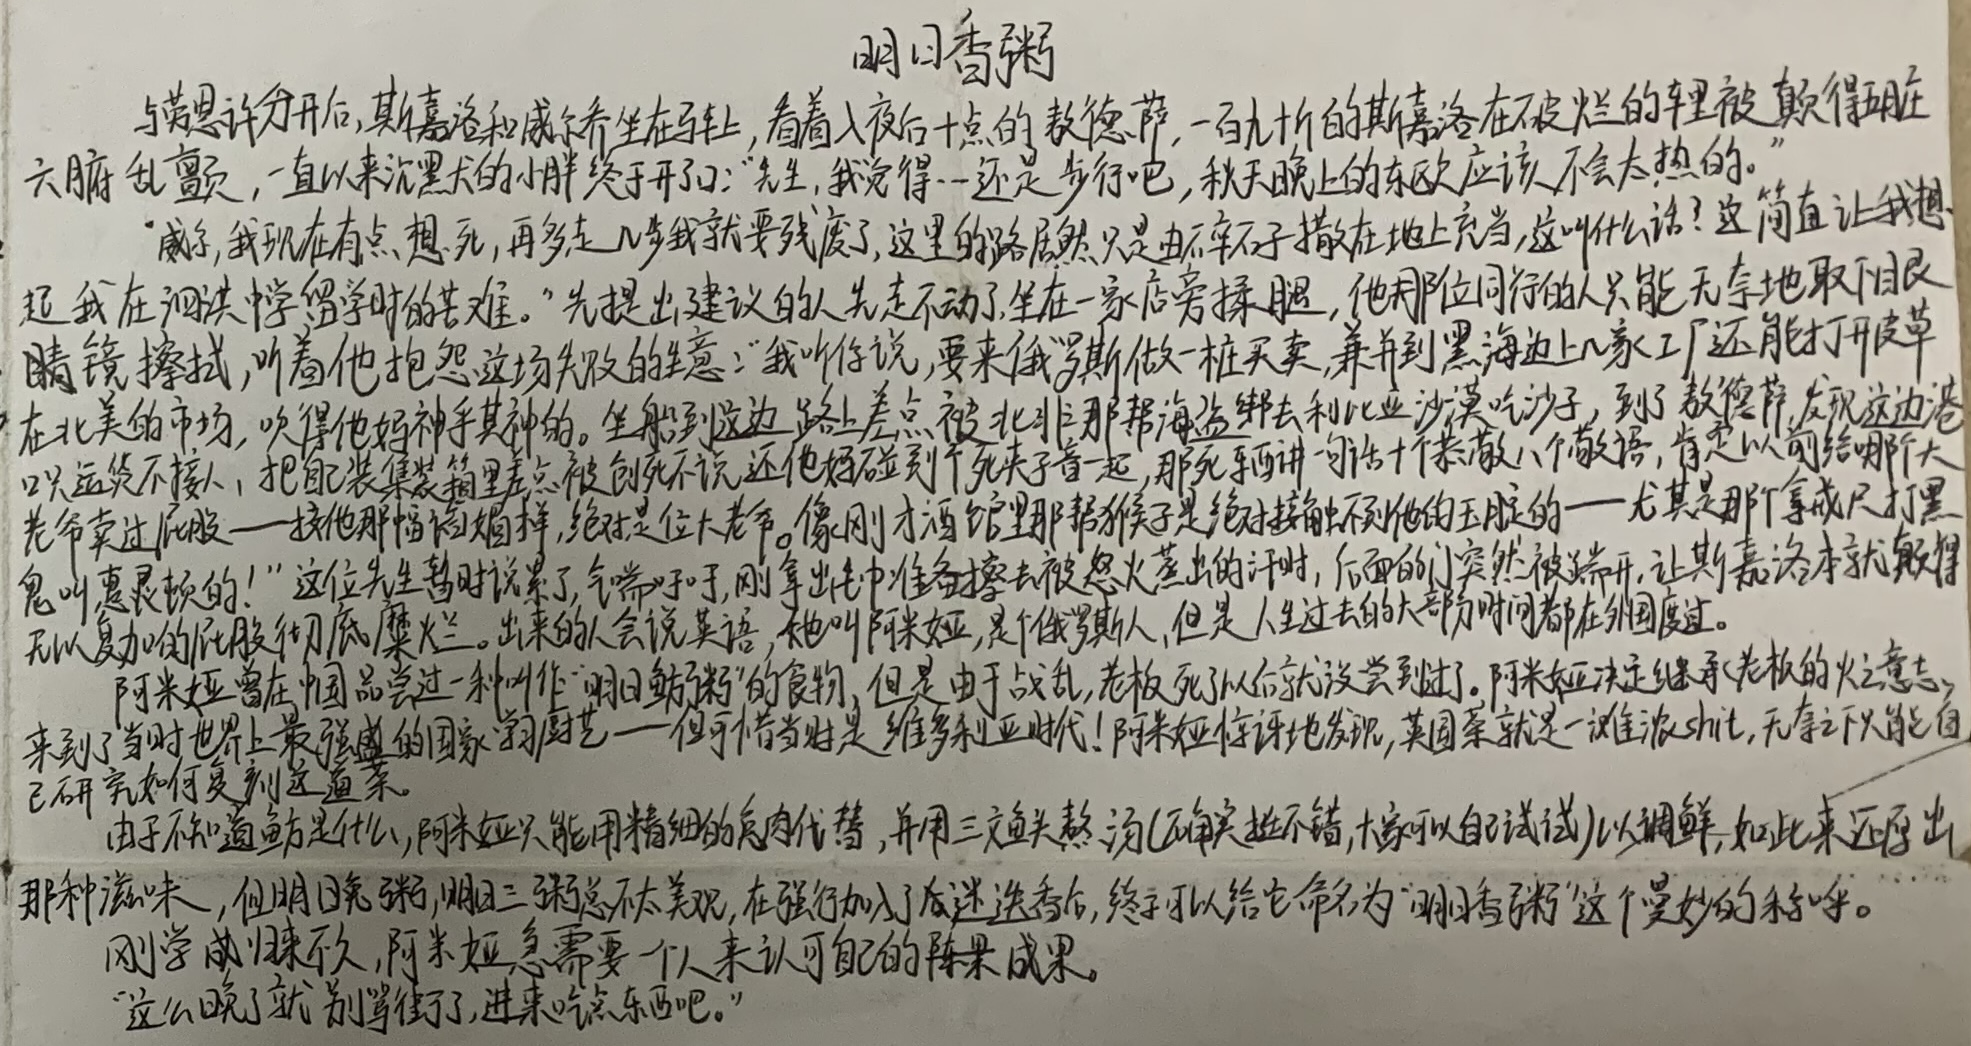 明日香粥
与劳恩许分开后,斯嘉洛和威尔乔坐在马车上,看着入夜后十点的敖德萨,一百九十斤的斯嘉洛在破烂的车里被颠得五脏
六腑乱颤,一直以来沉默的小胖终于开了口:“先生,我觉得……还是步行吧,秋天晚上的东欧应该不会太热的。”
“威尔,我现在有点想死,再多走几步我就要残废了,这里的路居然只是由碎石子撒在地上充当,这叫什么话?这简直让我想
起我在泗洪中学留学时的苦难。”先提出建议的人先走不动了,坐在一家店旁揉腿,他那位同行的人只能无奈地取下眼
睛镜擦拭,听着他抱怨这场失败的生意:“我听你说,要来俄罗斯做一桩买卖,兼并到黑海边上几家工厂还能打开皮草
在北美的市场,吹得他妈神乎其神的。坐船到这边路上差点被北非那帮海盗绑去利比亚沙漠吃沙子,到了敖德萨,发现这边港
口只运货不接人,把自己装集装箱里差点被创死不说还他妈碰到个死夹子音一起,那死东西讲一句话十个恭敬八个敬语,肯定以前给哪个大
老爷卖过屁股——按他那幅谄媚样,绝对是位大老爷。像刚才酒馆里那帮猴子是绝对接触不到他的玉腚的——尤其是那个拿戒尺打黑
鬼叫惠灵顿的!”这位先生暂时说累了,气喘吁吁,刚拿出毛巾准备擦去被怒火蒸出的汗时,后面的门突然被踹开,让斯嘉洛本就颠得
无以复加的屁股彻底糜烂。出来的人会说英语,她叫阿米娅,是个俄罗斯人,但是人生过去的大部分时间都在外国度过。
阿米娅曾在中国品尝过一种叫作“明日鲂粥”的食物,但是由于战乱,老板死了以后就没尝到过了。阿米娅决定继承老板的火之意志,
来到了当时世界上最强盛的国家学习厨艺——但可惜当时是维多利亚时代!阿米娅惊讶地发现,英国菜就是一滩浓shit,无奈之下只能自
己研究如何复刻这道菜。
由于不知道鲂是什么,阿米娅只能用精细的兔肉代替,并用三文鱼头熬汤(正确实挺不错,大家可以自己试试)以调鲜,如此来还原出
那种滋味,但明日兔粥,明日三粥总不太美观,在强行加入了迷迭香后,终于可以给它命名为“明日香粥”这个曼妙的称呼。
刚学成归来不久,阿米娅急需要一个人来认可自己的成果。
“这么晚了就别骂街了,进来吃点东西吧。”